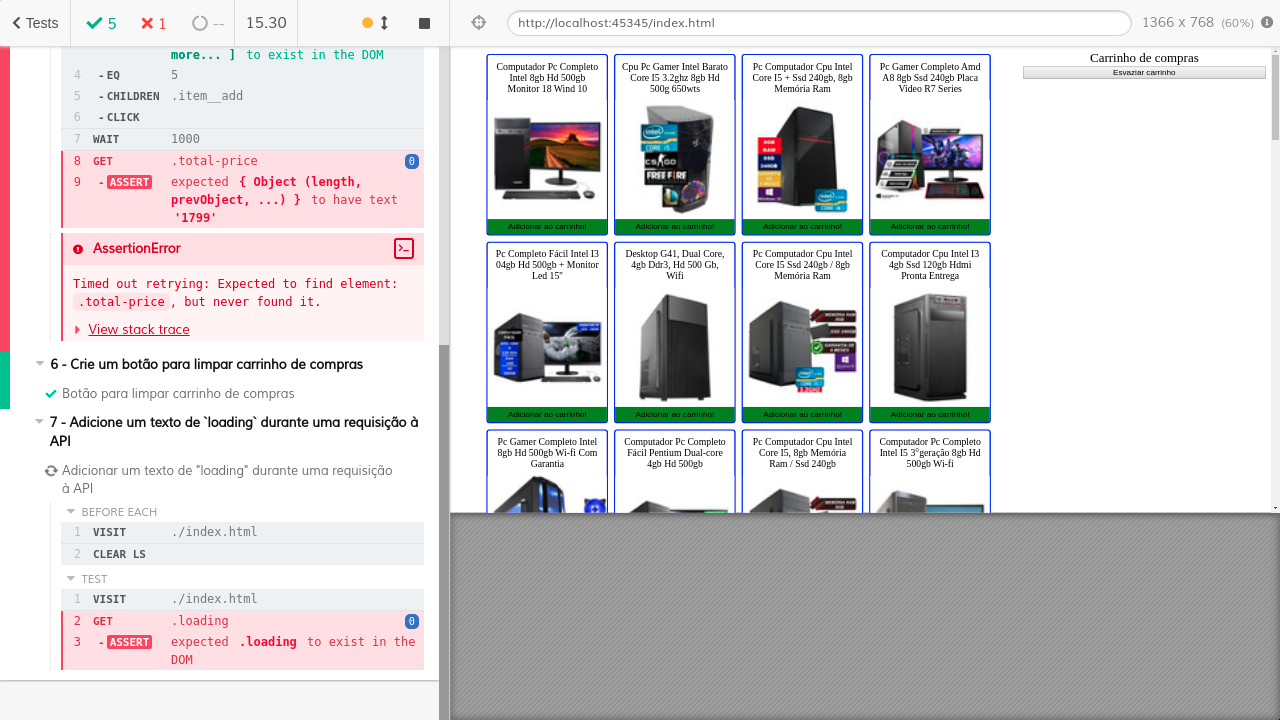 Tests
5
1
--
15.30
http://localhost:45345/index.html
1366 x 768 (60%)
more... ] to exist in the DOM
4 - EQ 5
5 - CHILDREN .item__add
6 - CLICK
7 WAIT 1000
8 GET .total-price 0
9 - ASSERT expected { Object (length,
prevObject, ...) } to have text
'1799'
AssertionError
Timed out retrying: Expected to find element:
.total-price, but never found it.
View stack trace
6 - Crie um botão para limpar carrinho de compras
Botão para limpar carrinho de compras
7 - Adicione um texto de `loading` durante uma requisição à
API
Adicionar um texto de "loading" durante uma requisição
à API
BEFORE EACH
1 VISIT ./index.html
2 CLEAR LS
TEST
1 VISIT ./index.html
2 GET .loading 0
3 - ASSERT expected .loading to exist in the
DOM
Computador Pc Completo
Intel 8gb Hd 500gb
Monitor 18 Wind 10
Adicionar ao carrinho!
Cpu Pc Gamer Intel Barato
Core I5 3.2ghz 8gb Hd
500g 650wts
Adicionar ao carrinho!
Pc Computador Cpu Intel
Core I5 + Ssd 240gb, 8gb
Memória Ram
Adicionar ao carrinho!
Pc Gamer Completo Amd
A8 8gb Ssd 240gb Placa
Video R7 Series
Adicionar ao carrinho!
Carrinho de compras
Esvaziar carrinho
Pc Completo Fácil Intel I3
04gb Hd 500gb + Monitor
Led 15"
Adicionar ao carrinho!
Desktop G41, Dual Core,
4gb Ddr3, Hd 500 Gb,
Wifi
Adicionar ao carrinho!
Pc Computador Cpu Intel
Core I5 Ssd 240gb / 8gb
Memória Ram
Adicionar ao carrinho!
Computador Cpu Intel I3
4gb Ssd 120gb Hdmi
Pronta Entrega
Adicionar ao carrinho!
Pc Gamer Completo Intel
8gb Hd 500gb Wi-fi Com
Garantia
Computador Pc Completo
Fácil Pentium Dual-core
4gb Hd 500gb
Pc Computador Cpu Intel
Core I5, 8gb Memória
Ram / Ssd 240gb
Computador Pc Completo
Intel I5 3°geração 8gb Hd
500gb Wi-fi